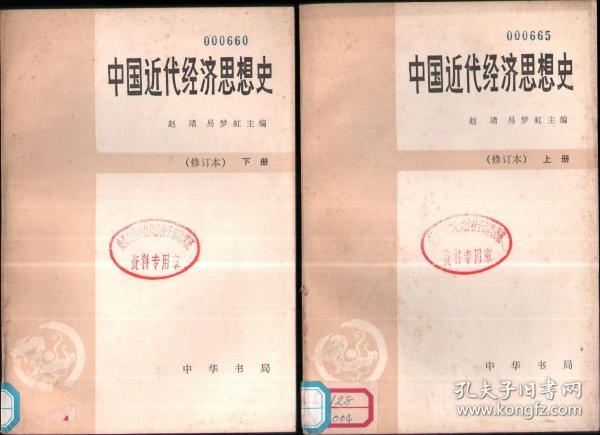 000660
中国近代经济思想史
赵靖 易梦虹主编
(修订本) 下册
资料专用章
中华书局
000665
中国近代经济思想史
赵靖 易梦虹主编
(修订本) 上册
资料专用章
中华书局
128
004
孔夫子旧书网
www.kongfz.com